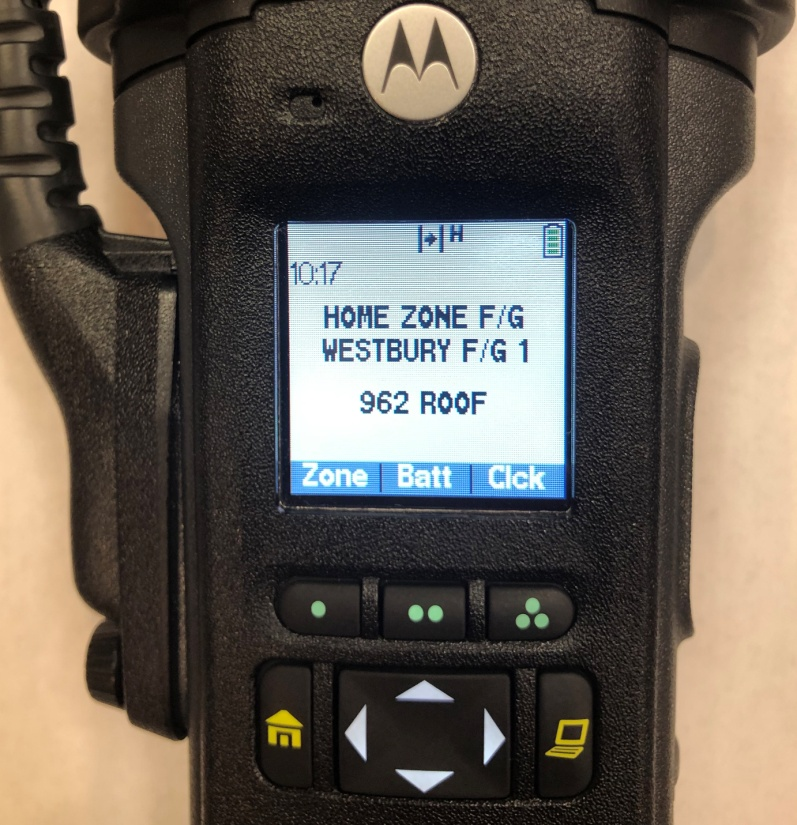 H
10:17
HOME ZONE F/G
WESTBURY F/G 1
962 ROOF
Zone Batt Clck